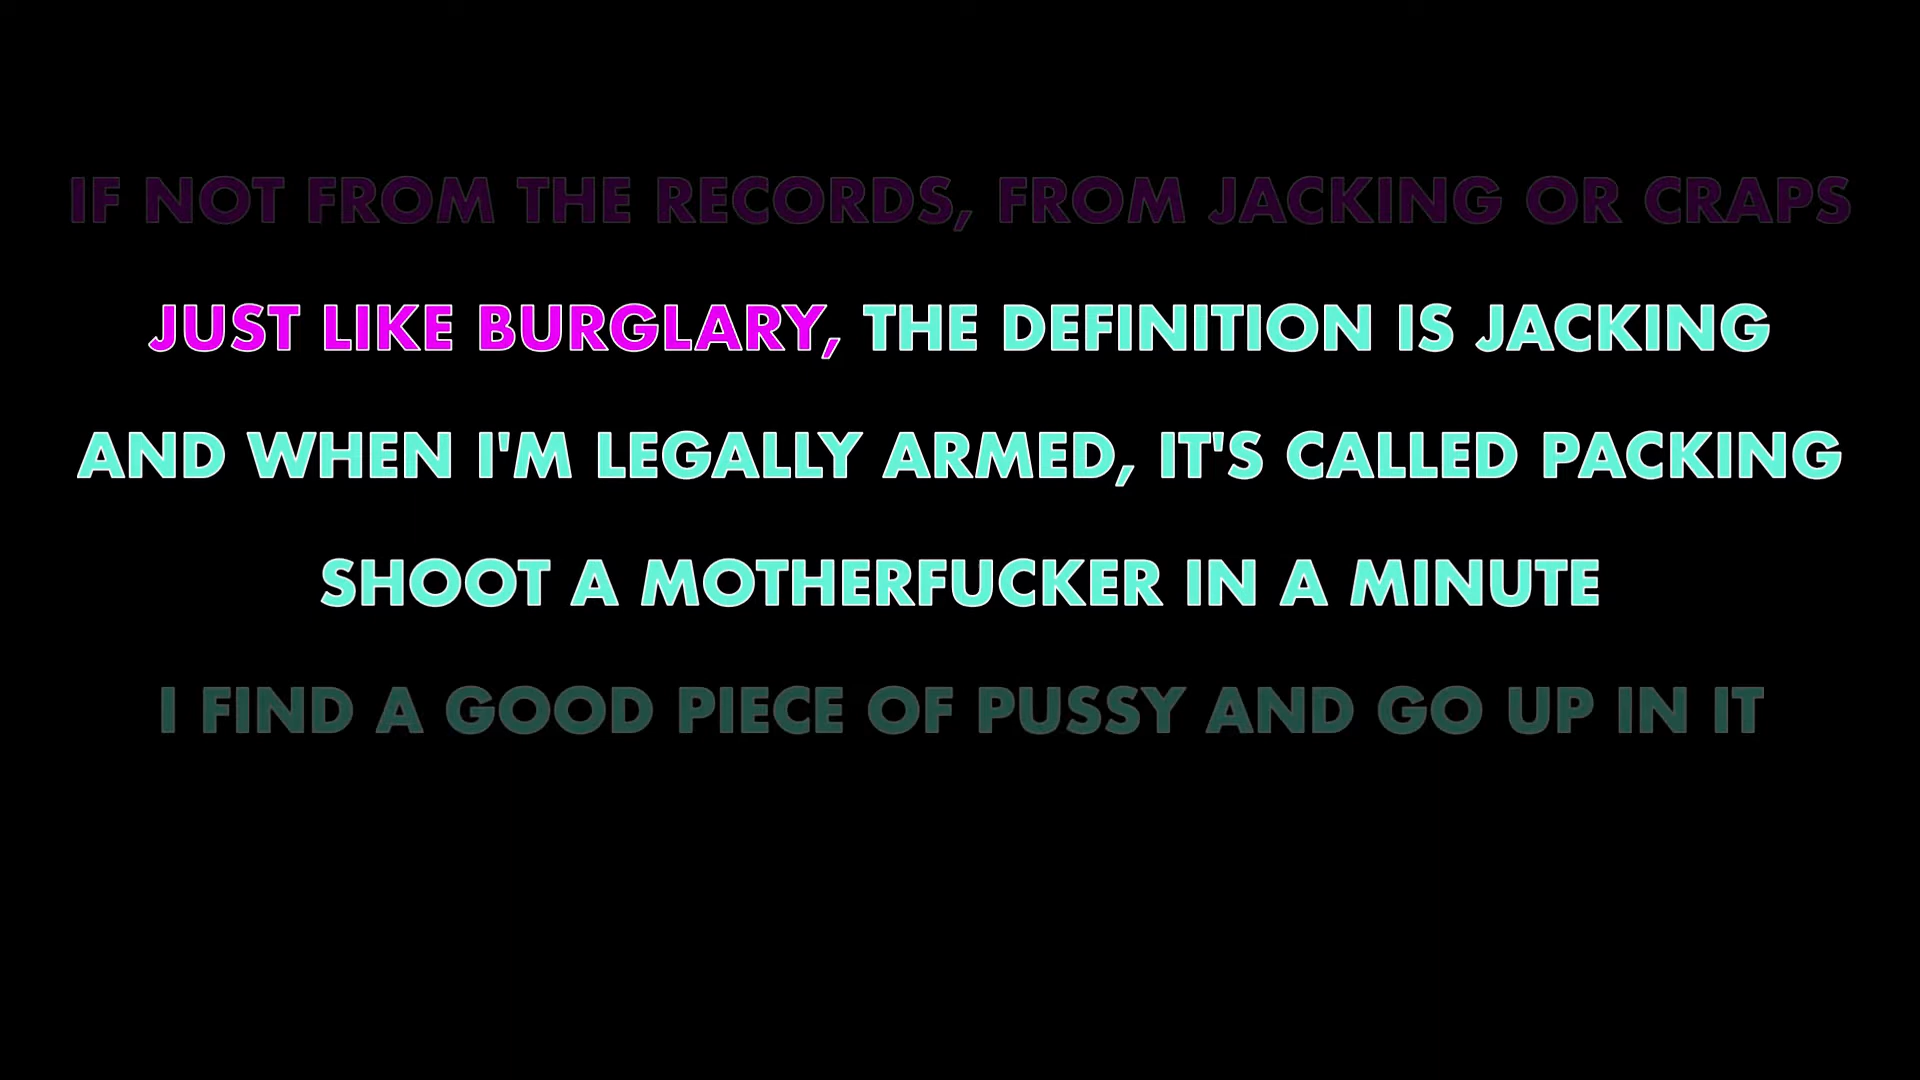 IF NOT FROM THE RECORDS, FROM JACKING OR CRAPS
JUST LIKE BURGLARY, THE DEFINITION IS JACKING
AND WHEN I'M LEGALLY ARMED, IT'S CALLED PACKING
SHOOT A MOTHERFUCKER IN A MINUTE
I FIND A GOOD PIECE OF PUSSY AND GO UP IN IT